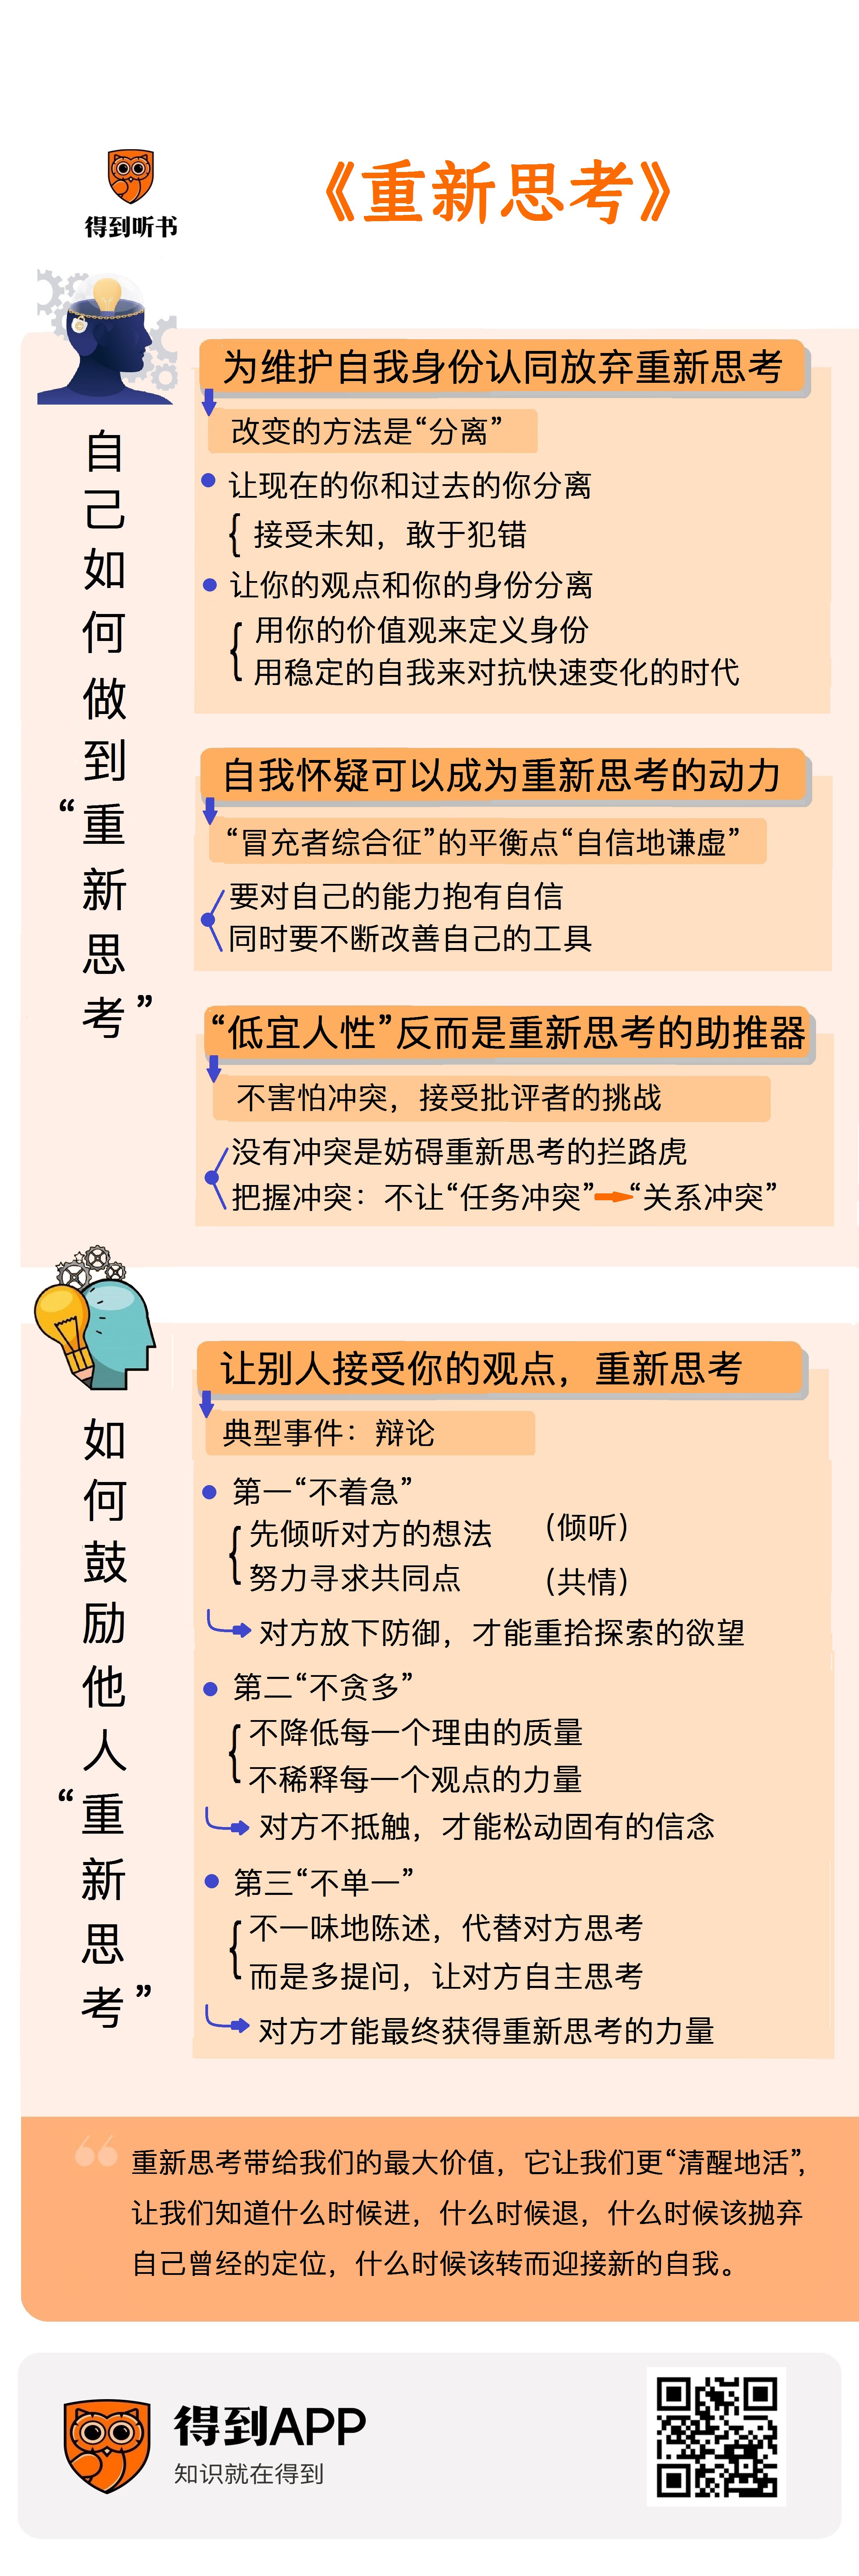 得到听书
《重新思考》
自己如何做到“重新思考”
为维护自我身份认同放弃重新思考
改变的方法是“分离”
让现在的你和过去的你分离
接受未知，敢于犯错
让你的观点和你的身份分离
用你的价值观来定义身份
用稳定的自我来对抗快速变化的时代
自我怀疑可以成为重新思考的动力
“冒充者综合征”的平衡点“自信地谦虚”
要对自己的能力抱有自信
同时要不断改善自己的工具
“低宜人性”反而是重新思考的助推器
不害怕冲突，接受批评者的挑战
没有冲突是妨碍重新思考的拦路虎
把握冲突：不让“任务冲突”“关系冲突”
如何鼓励他人“重新思考”
让别人接受你的观点，重新思考
典型事件：辩论
第一“不着急”
先倾听对方的想法 (倾听)
努力寻求共同点 (共情)
对方放下防御，才能重拾探索的欲望
第二“不贪多”
不降低每一个理由的质量
不稀释每一个观点的力量
对方不抵触，才能松动固有的信念
第三“不单一”
不一味地陈述，代替对方思考
而是多提问，让对方自主思考
对方才能最终获得重新思考的力量
重新思考带给我们的最大价值，它让我们更“清醒地活”，
让我们知道什么时候进，什么时候退，什么时候该抛弃
自己曾经的定位，什么时候该转而迎接新的自我。
得到APP
知识就在得到